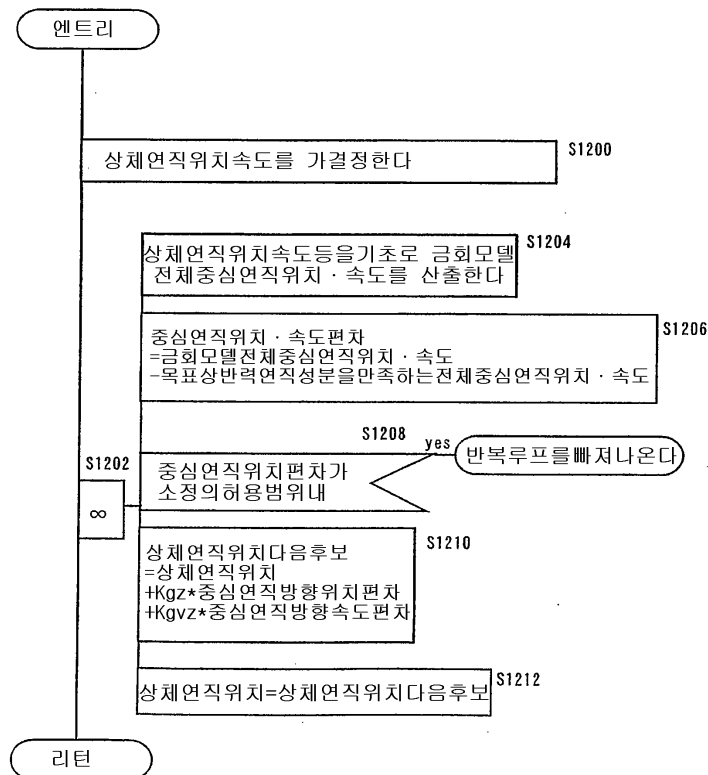 엔트리
상체연직위치속도를 가결정한다
S1200
상체연직위치속도등을기초로 금회모델
전체중심연직위치 · 속도를 산출한다
S1204
중심연직위치 · 속도편차
=금회모델전체중심연직위치 · 속도
-목표상반력연직성분을만족하는전체중심연직위치 · 속도
S1206
S1202
∞
S1208
중심연직위치편차가
소정의허용범위내
yes
반복루프를빠져나온다
상체연직위치다음후보
=상체연직위치
+Kgz*중심연직방향위치편차
+Kgvz*중심연직방향속도편차
S1210
상체연직위치=상체연직위치다음후보
S1212
리턴